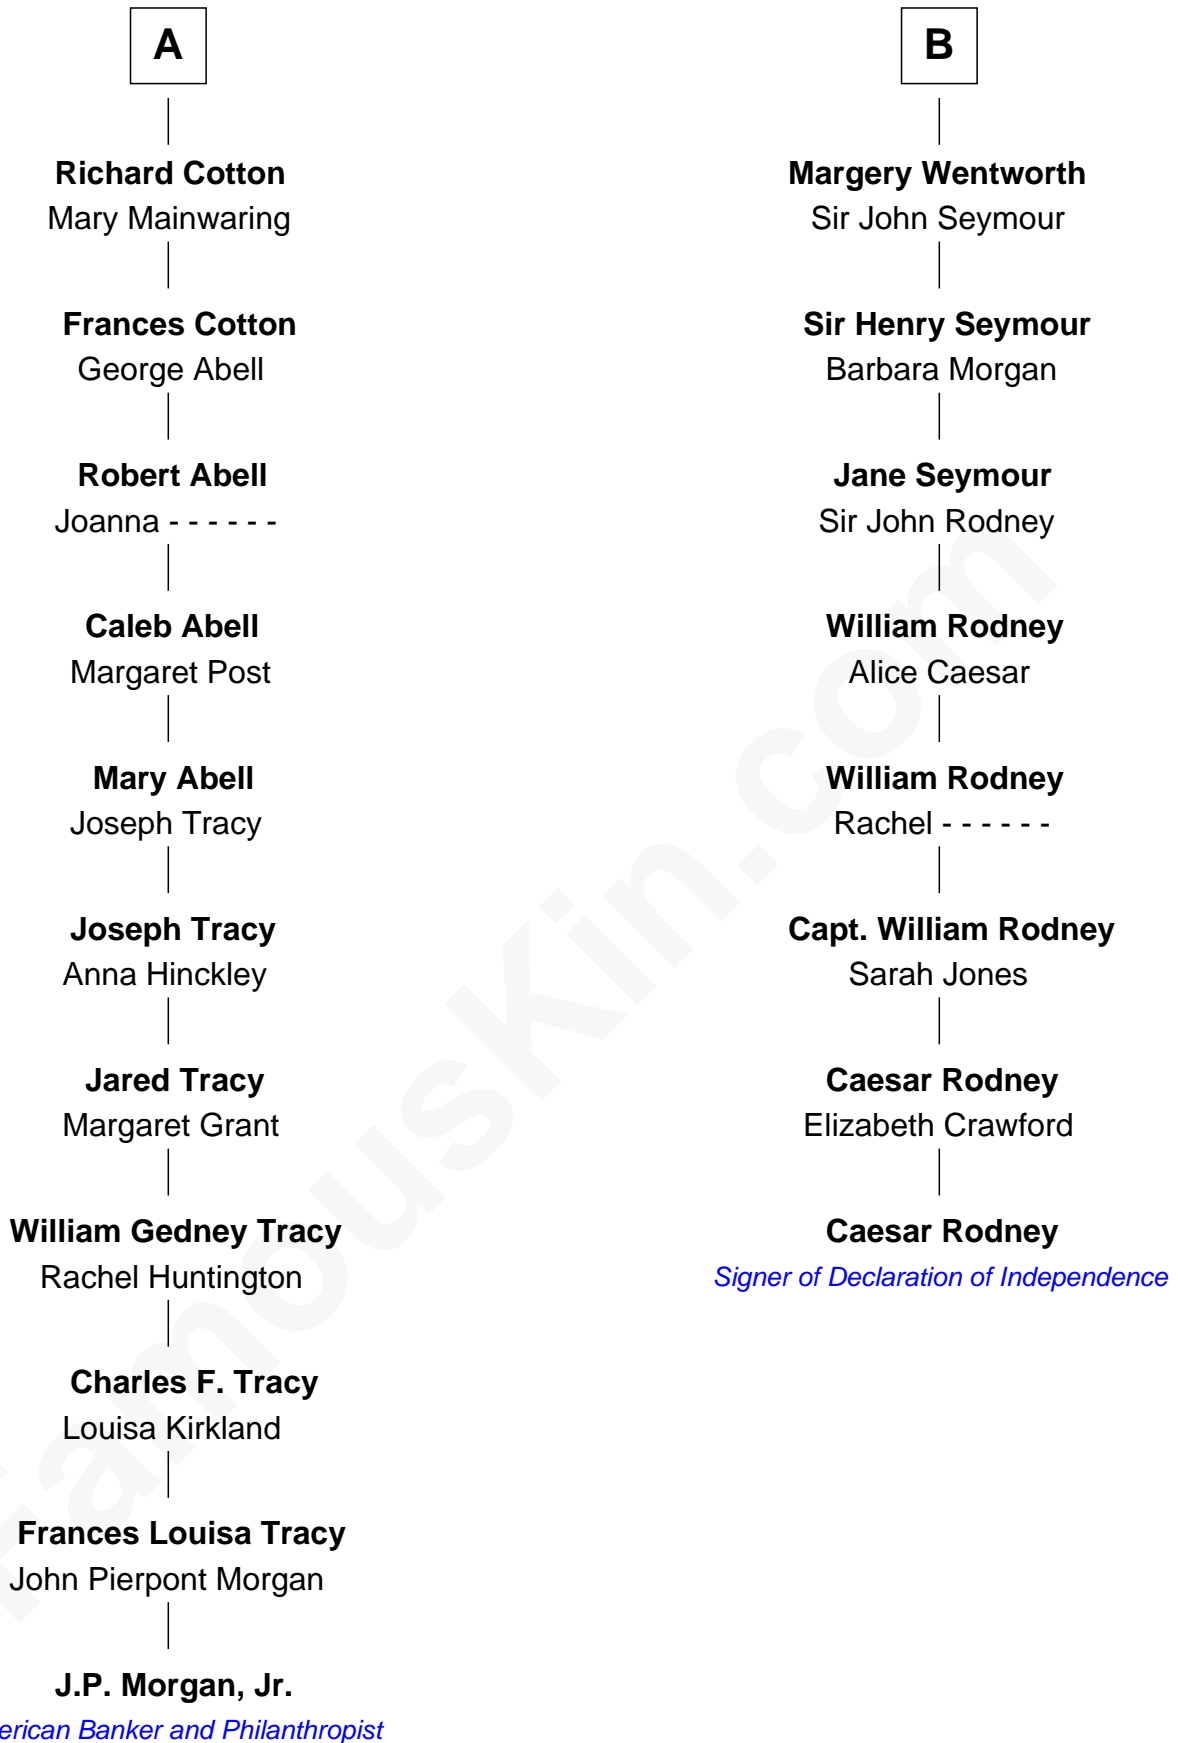 A
Richard Cotton
Mary Mainwaring
Frances Cotton
George Abell
Robert Abell
Joanna - - - - - -
Caleb Abell
Margaret Post
Mary Abell
Joseph Tracy
Joseph Tracy
Anna Hinckley
Jared Tracy
Margaret Grant
William Gedney Tracy
Rachel Huntington
Charles F. Tracy
Louisa Kirkland
Frances Louisa Tracy
John Pierpont Morgan
J.P. Morgan, Jr.
erican Banker and Philanthropist
B
Margery Wentworth
Sir John Seymour
Sir Henry Seymour
Barbara Morgan
Jane Seymour
Sir John Rodney
William Rodney
Alice Caesar
William Rodney
Rachel - - - - - -
Capt. William Rodney
Sarah Jones
Caesar Rodney
Elizabeth Crawford
Caesar Rodney
Signer of Declaration of Independence
FamousKin.com